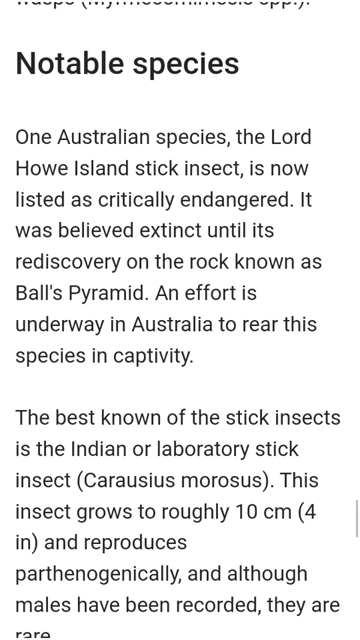 wasps (Myrmecomimesis spp.).
Notable species
One Australian species, the Lord
Howe Island stick insect, is now
listed as critically endangered. It
was believed extinct until its
rediscovery on the rock known as
Ball's Pyramid. An effort is
underway in Australia to rear this
species in captivity.
The best known of the stick insects
is the Indian or laboratory stick
insect (Carausius morosus). This
insect grows to roughly 10 cm (4
in) and reproduces
parthenogenically, and although
males have been recorded, they are
rare